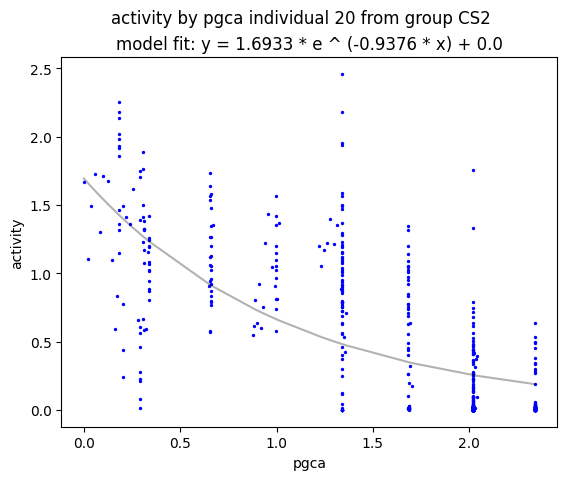 activity by pgca individual 20 from group CS2
model fit: y = 1.6933 * e ^ (-0.9376 * x) + 0.0
2.5
2.0
1.5
1.0
0.5
0.0
activity
0.0 0.5 1.0 1.5 2.0
pgca